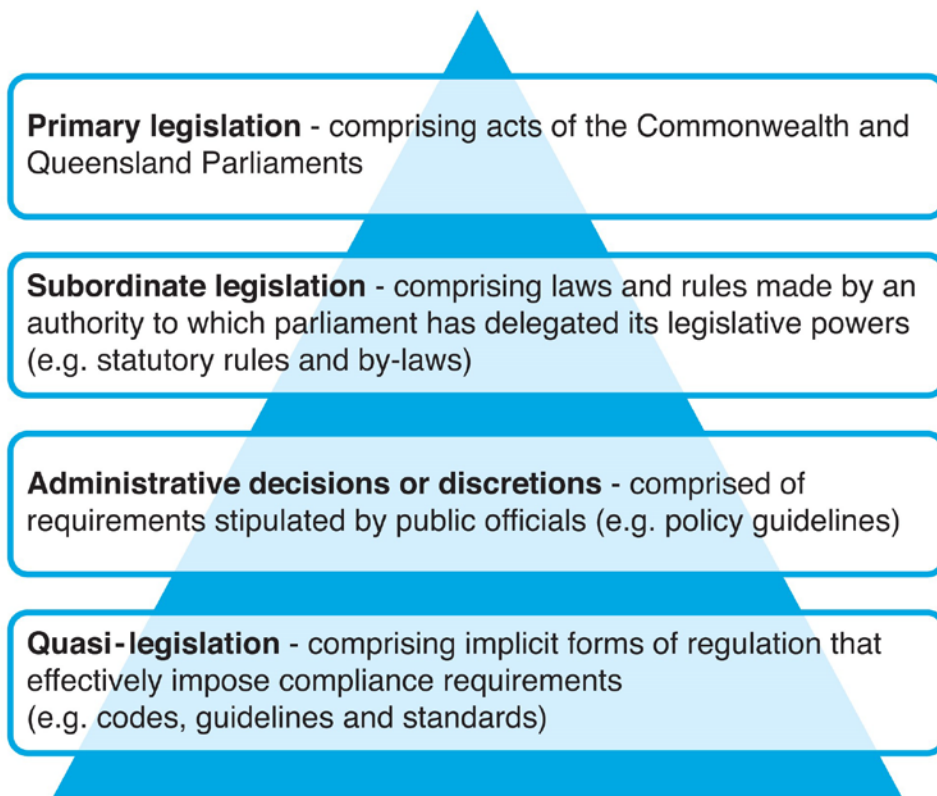 Primary legislation - comprising acts of the Commonwealth and
Queensland Parliaments
Subordinate legislation - comprising laws and rules made by an
authority to which parliament has delegated its legislative powers
(e.g. statutory rules and by-laws)
Administrative decisions or discretions - comprised of
requirements stipulated by public officials (e.g. policy guidelines)
Quasi-legislation - comprising implicit forms of regulation that
effectively impose compliance requirements
(e.g. codes, guidelines and standards)